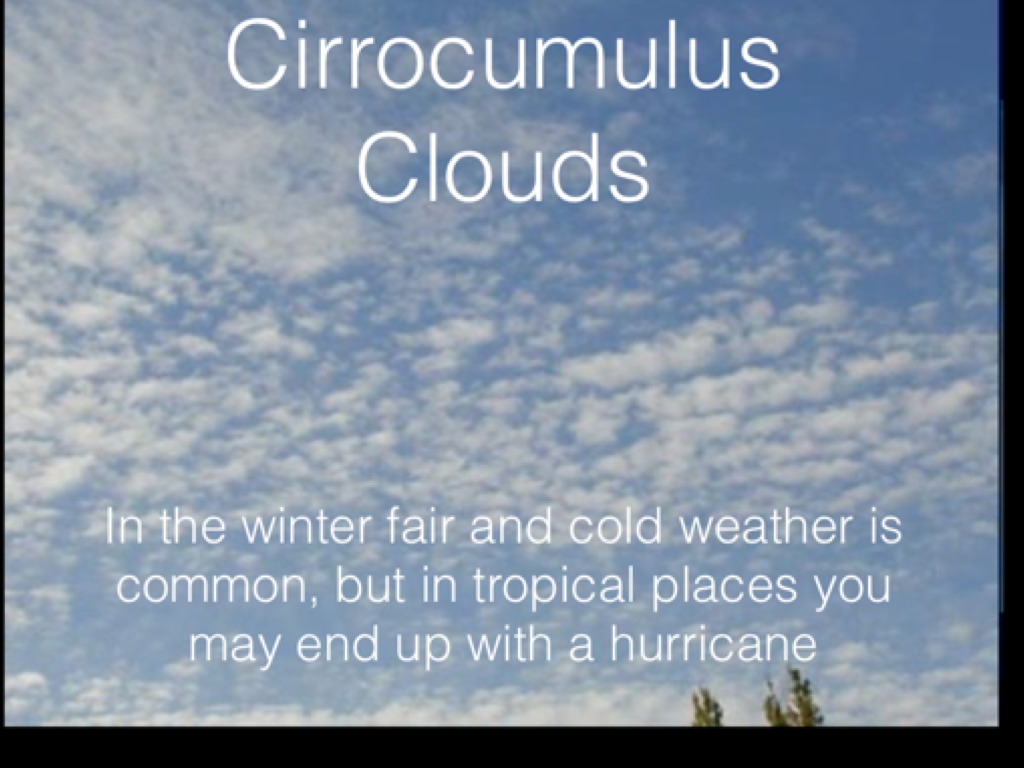 Cirrocumulus
Clouds
In the winter fair and cold weather is
common, but in tropical places you
may end up with a hurricane